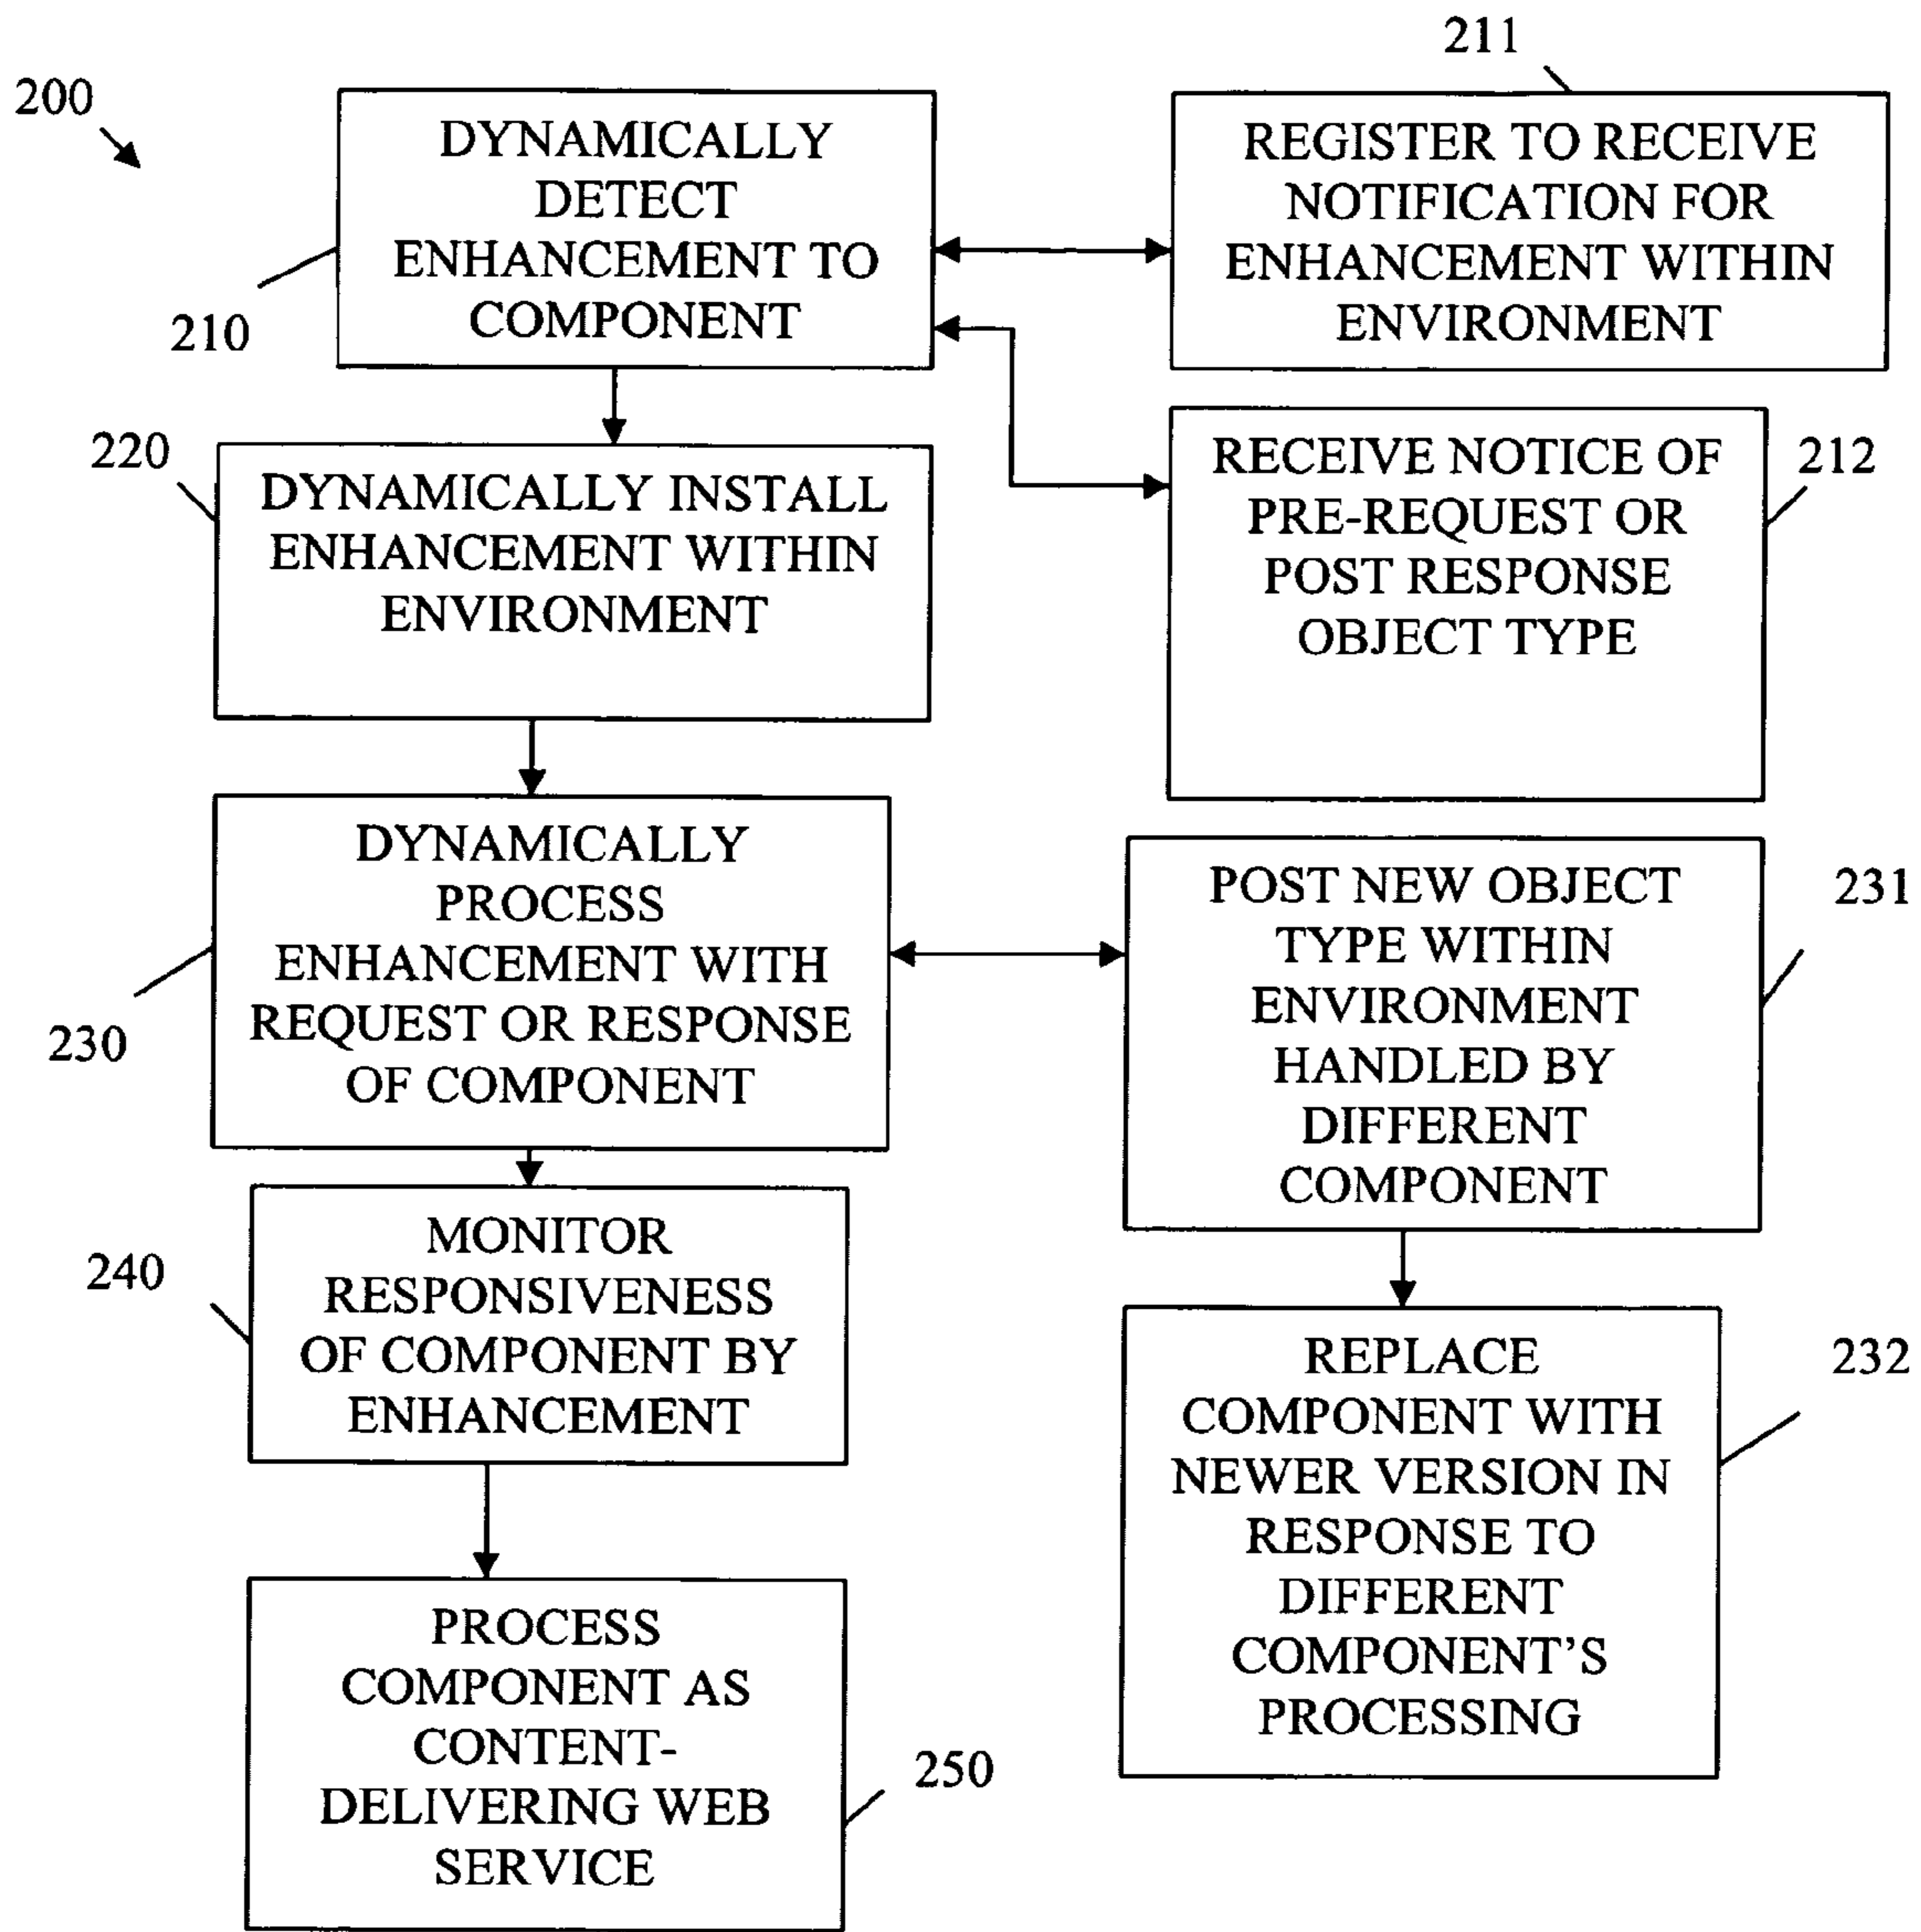 200
DYNAMICALLY
DETECT
ENHANCEMENT TO
COMPONENT
210
211
REGISTER TO RECEIVE
NOTIFICATION FOR
ENHANCEMENT WITHIN
ENVIRONMENT
220
DYNAMICALLY INSTALL
ENHANCEMENT WITHIN
ENVIRONMENT
RECEIVE NOTICE OF
PRE-REQUEST OR
POST RESPONSE
OBJECT TYPE
212
DYNAMICALLY
PROCESS
ENHANCEMENT WITH
REQUEST OR RESPONSE
OF COMPONENT
230
POST NEW OBJECT
TYPE WITHIN
ENVIRONMENT
HANDLED BY
DIFFERENT
COMPONENT
231
240
MONITOR
RESPONSIVENESS
OF COMPONENT BY
ENHANCEMENT
REPLACE
COMPONENT WITH
NEWER VERSION IN
RESPONSE TO
DIFFERENT
COMPONENT'S
PROCESSING
232
PROCESS
COMPONENT AS
CONTENT-
DELIVERING WEB
SERVICE
250